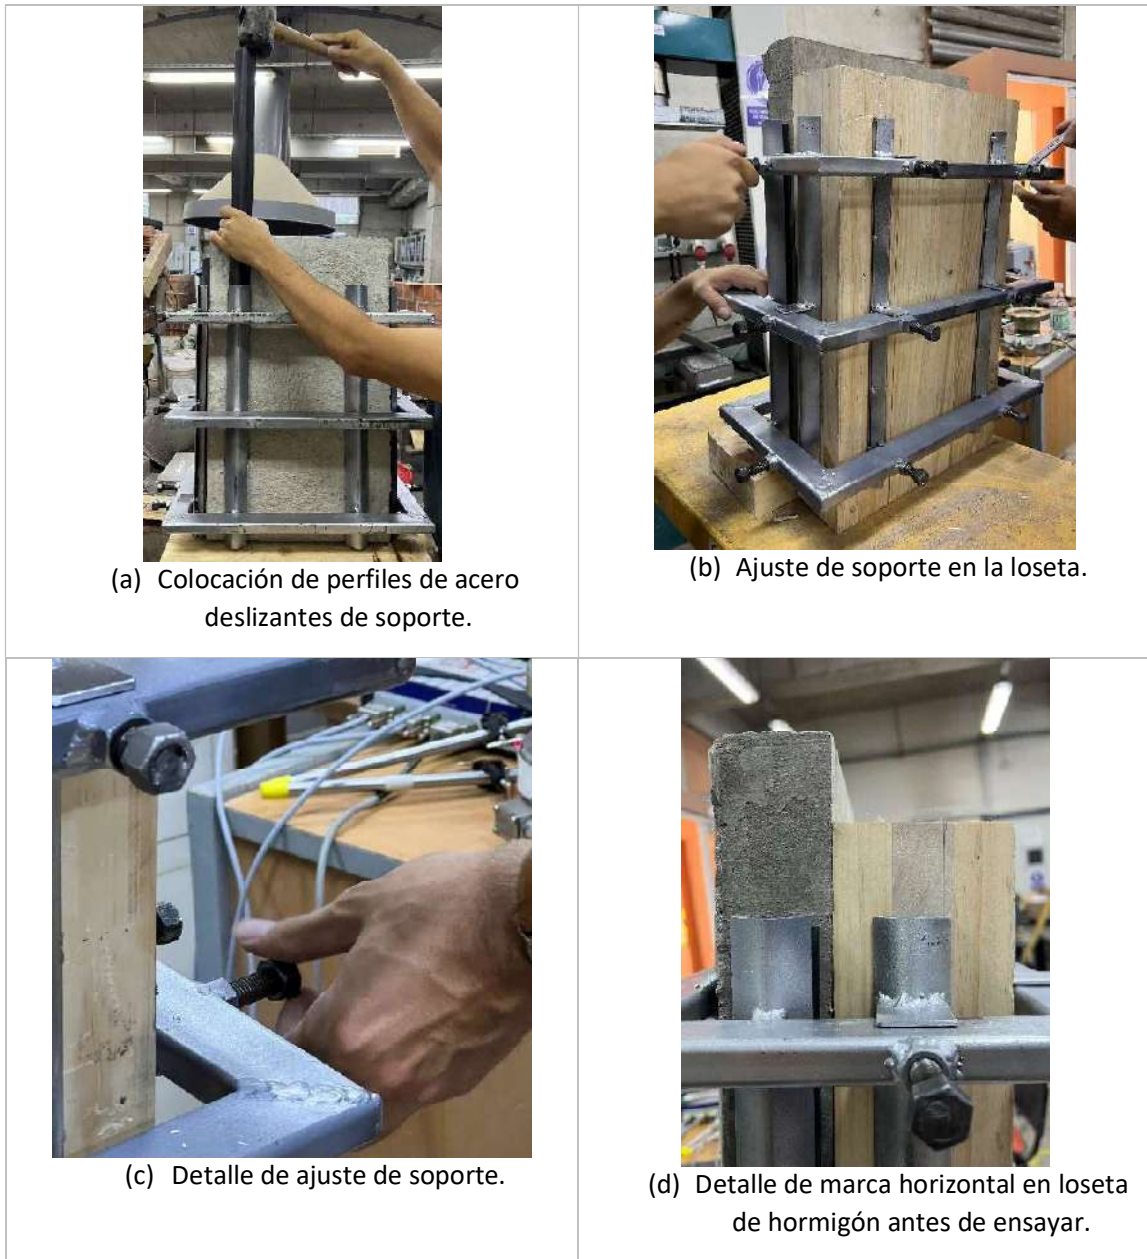 (a) Colocación de perfiles de acero
deslizantes de soporte.
(b) Ajuste de soporte en la loseta.
(c) Detalle de ajuste de soporte.
(d) Detalle de marca horizontal en loseta
de hormigón antes de ensayar.